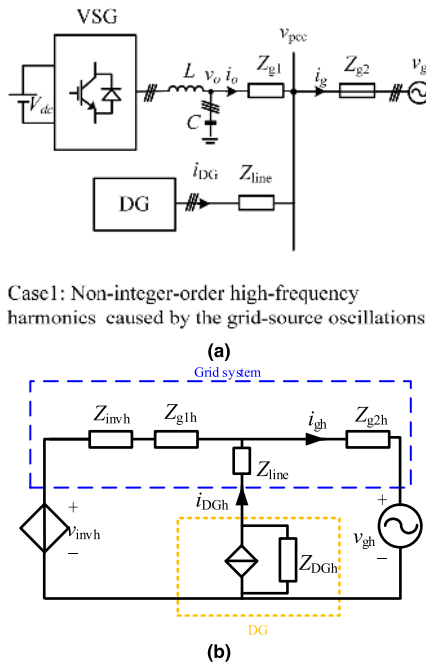 VSG
V_dc
L
v_o
i_o
Z_g1
v_pcc
i_g
Z_g2
v_g
C
DG
i_DG
Z_line
Case1: Non-integer-order high-frequency
harmonics caused by the grid-source oscillations
(a)
Grid system
Z_invh
Z_g1h
i_gh
Z_g2h
Z_line
i_DGh
+
v_invh
−
Z_DGh
+
v_gh
−
DG
(b)